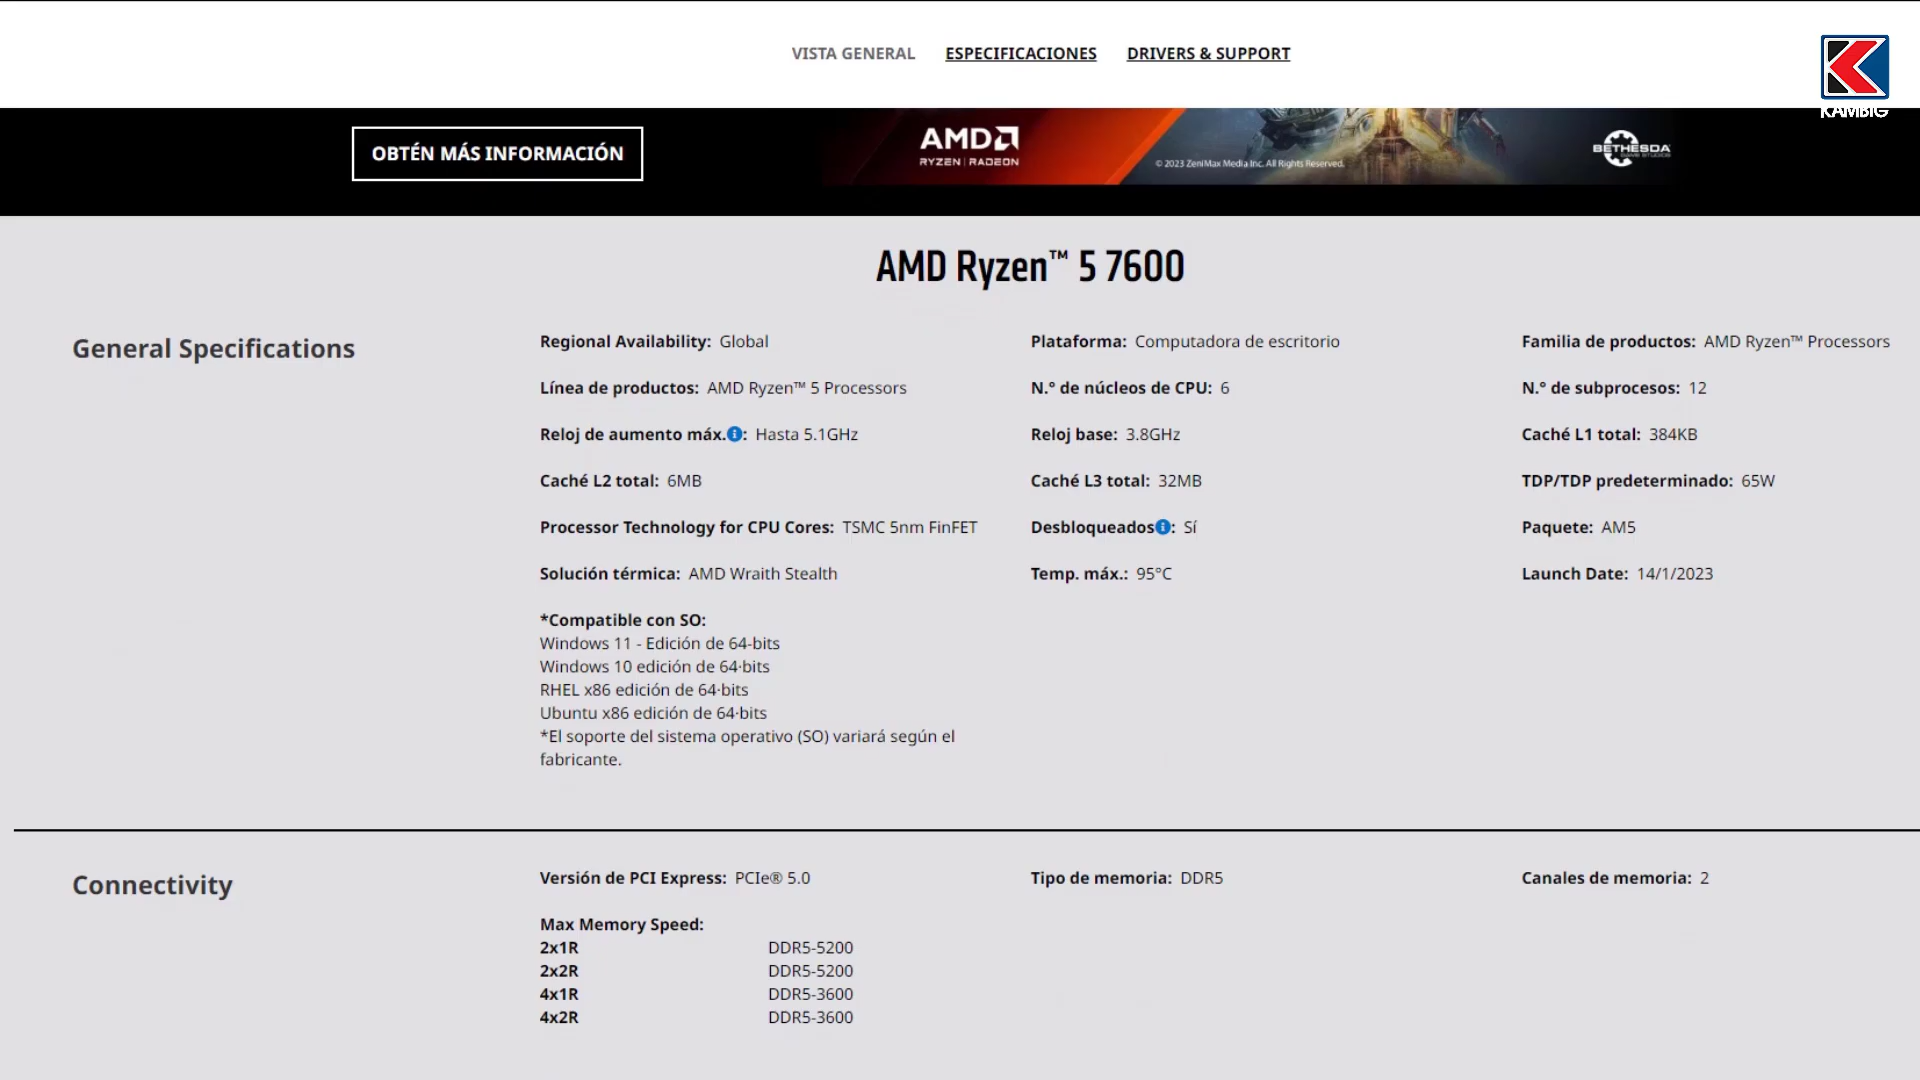 VISTA GENERAL ESPECIFICACIONES DRIVERS & SUPPORT
KAMBIG
OBTÉN MÁS INFORMACIÓN
AMD
RYZEN | RADEON
© 2023 ZeniMax Media Inc. All Rights Reserved.
BETHESDA
GAME STUDIOS
AMD Ryzen™ 5 7600
General Specifications
Regional Availability: Global Plataforma: Computadora de escritorio Familia de productos: AMD Ryzen™ Processors
Línea de productos: AMD Ryzen™ 5 Processors N.° de núcleos de CPU: 6 N.° de subprocesos: 12
Reloj de aumento máx.: Hasta 5.1GHz Reloj base: 3.8GHz Caché L1 total: 384KB
Caché L2 total: 6MB Caché L3 total: 32MB TDP/TDP predeterminado: 65W
Processor Technology for CPU Cores: TSMC 5nm FinFET Desbloqueados: Sí Paquete: AM5
Solución térmica: AMD Wraith Stealth Temp. máx.: 95°C Launch Date: 14/1/2023
*Compatible con SO:
Windows 11 - Edición de 64-bits
Windows 10 edición de 64·bits
RHEL x86 edición de 64·bits
Ubuntu x86 edición de 64·bits
*El soporte del sistema operativo (SO) variará según el
fabricante.
Connectivity
Versión de PCI Express: PCIe® 5.0 Tipo de memoria: DDR5 Canales de memoria: 2
Max Memory Speed:
2x1R DDR5-5200
2x2R DDR5-5200
4x1R DDR5-3600
4x2R DDR5-3600